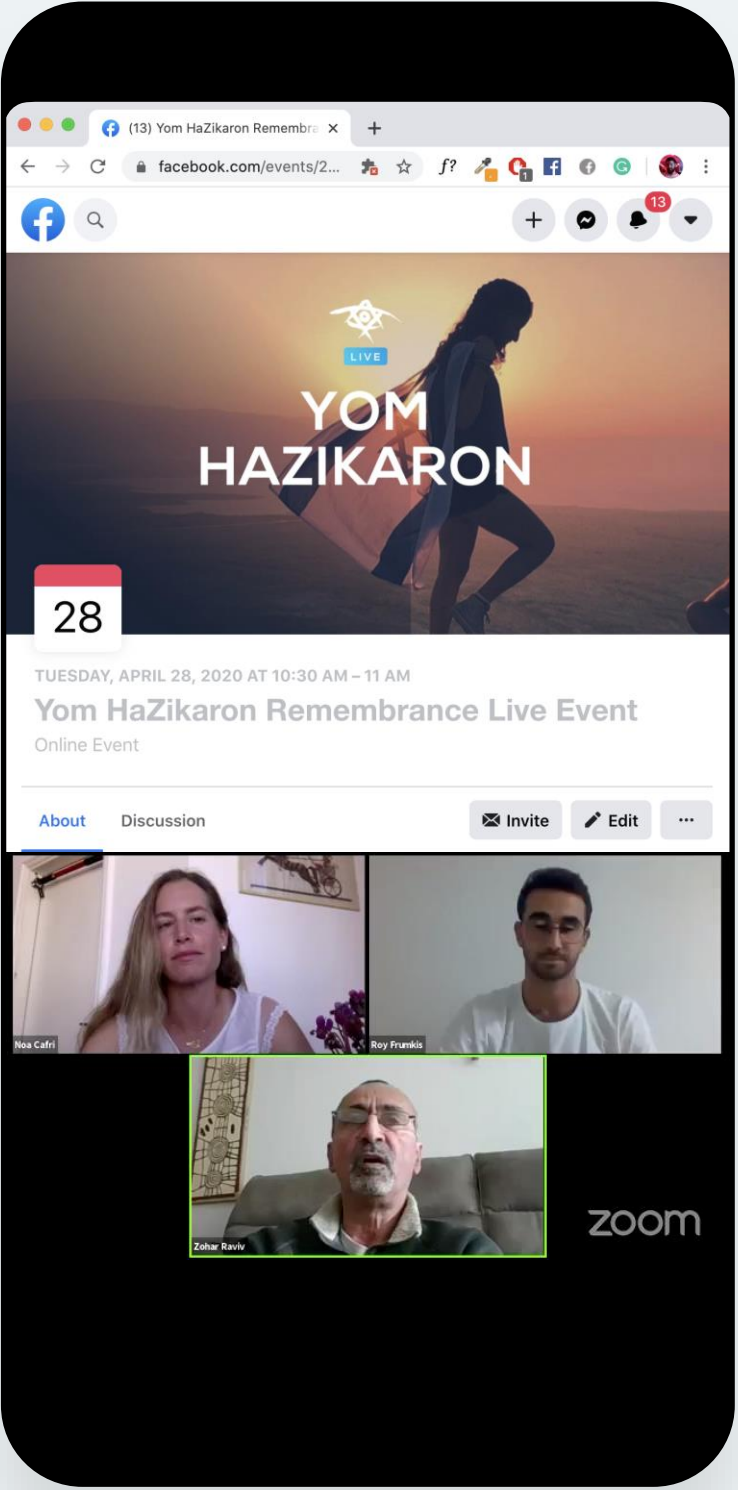 (13) Yom HaZikaron Remembra
facebook.com/events/2...
f?
1
13
LIVE
YOM
HAZIKARON
28
TUESDAY, APRIL 28, 2020 AT 10:30 AM – 11 AM
Yom HaZikaron Remembrance Live Event
Online Event
About
Discussion
Invite
Edit
Noa Cafri
Roy Frumkis
Zohar Raviv
zoom